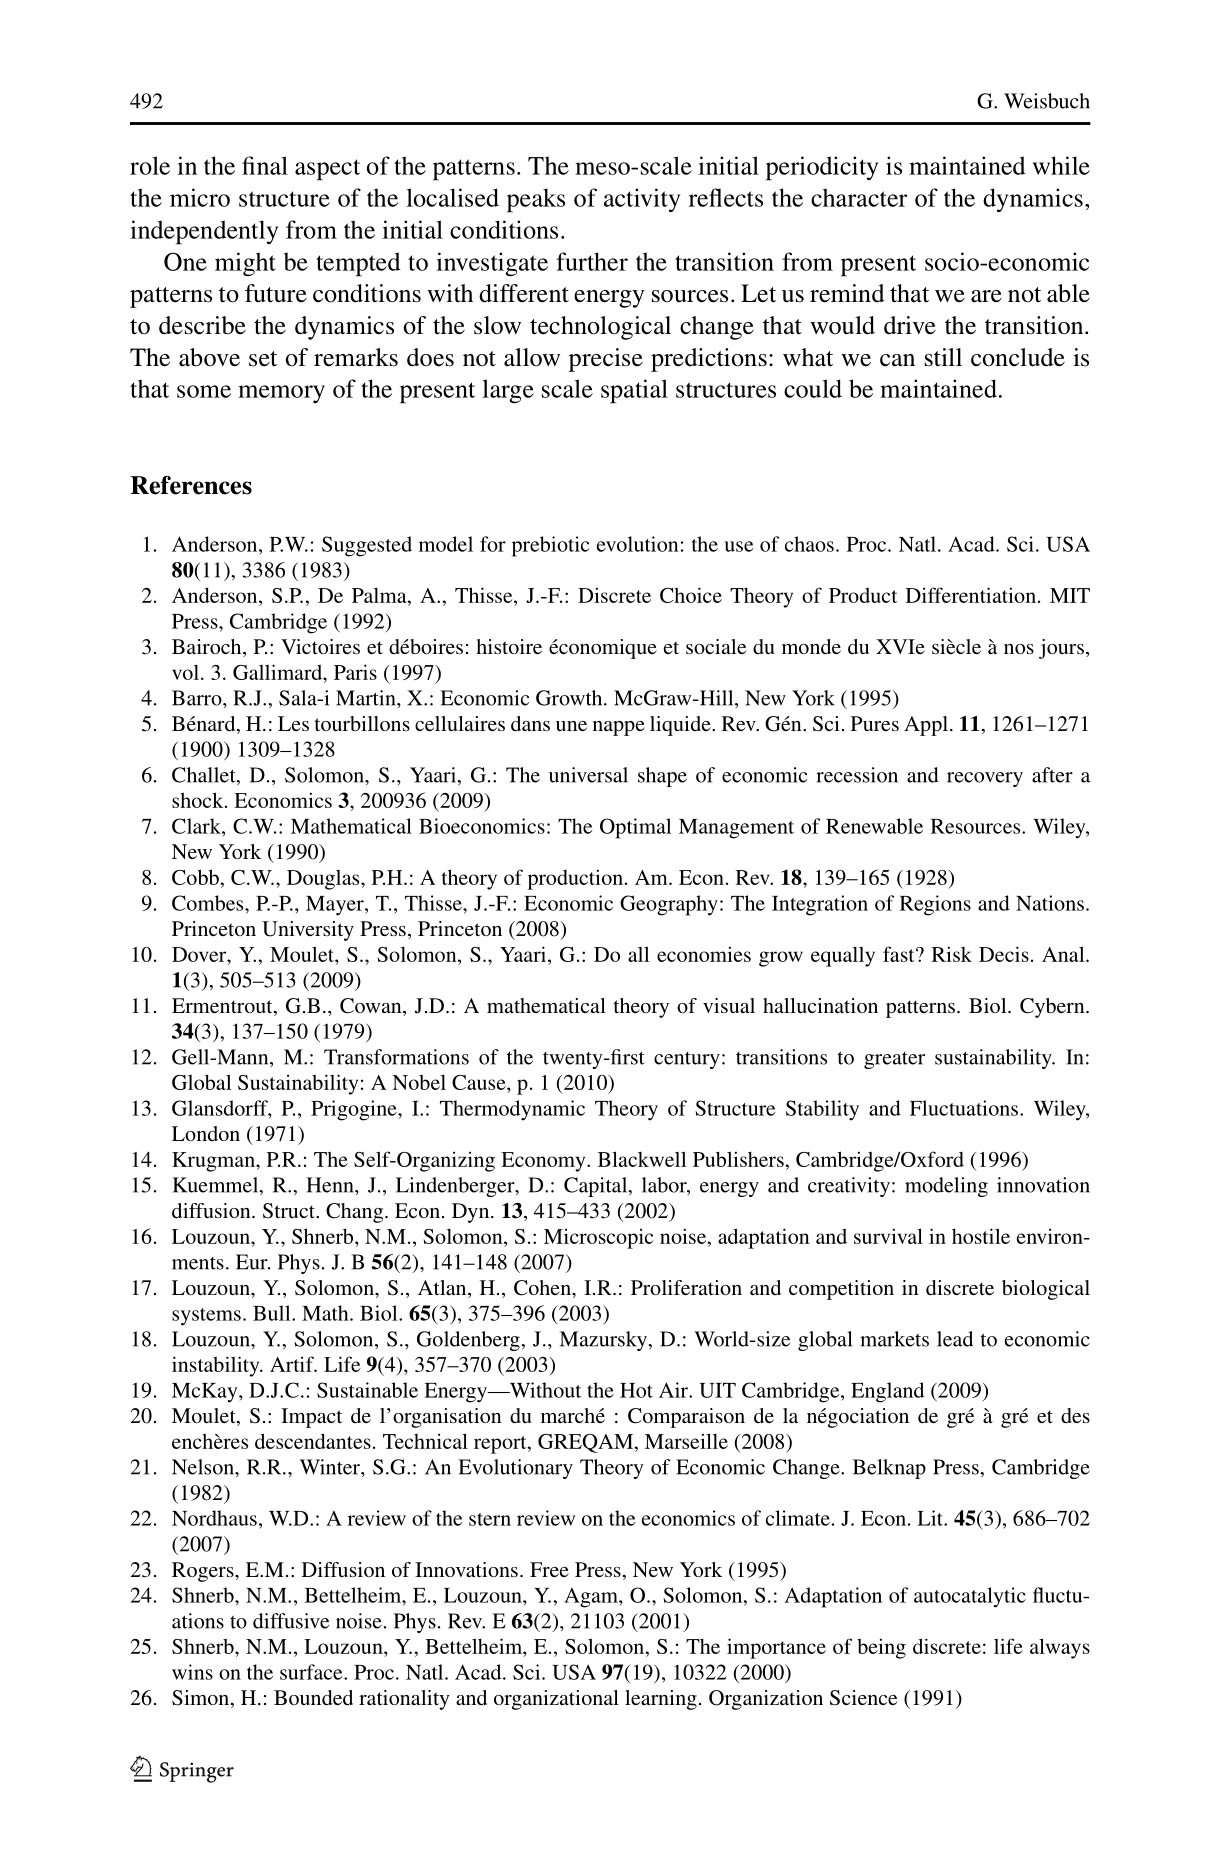 492 G. Weisbuch
role in the final aspect of the patterns. The meso-scale initial periodicity is maintained while
the micro structure of the localised peaks of activity reflects the character of the dynamics,
independently from the initial conditions.
One might be tempted to investigate further the transition from present socio-economic
patterns to future conditions with different energy sources. Let us remind that we are not able
to describe the dynamics of the slow technological change that would drive the transition.
The above set of remarks does not allow precise predictions: what we can still conclude is
that some memory of the present large scale spatial structures could be maintained.
References
1. Anderson, P.W.: Suggested model for prebiotic evolution: the use of chaos. Proc. Natl. Acad. Sci. USA
80(11), 3386 (1983)
2. Anderson, S.P., De Palma, A., Thisse, J.-F.: Discrete Choice Theory of Product Differentiation. MIT
Press, Cambridge (1992)
3. Bairoch, P.: Victoires et déboires: histoire économique et sociale du monde du XVIe siècle à nos jours,
vol. 3. Gallimard, Paris (1997)
4. Barro, R.J., Sala-i Martin, X.: Economic Growth. McGraw-Hill, New York (1995)
5. Bénard, H.: Les tourbillons cellulaires dans une nappe liquide. Rev. Gén. Sci. Pures Appl. 11, 1261–1271
(1900) 1309–1328
6. Challet, D., Solomon, S., Yaari, G.: The universal shape of economic recession and recovery after a
shock. Economics 3, 200936 (2009)
7. Clark, C.W.: Mathematical Bioeconomics: The Optimal Management of Renewable Resources. Wiley,
New York (1990)
8. Cobb, C.W., Douglas, P.H.: A theory of production. Am. Econ. Rev. 18, 139–165 (1928)
9. Combes, P.-P., Mayer, T., Thisse, J.-F.: Economic Geography: The Integration of Regions and Nations.
Princeton University Press, Princeton (2008)
10. Dover, Y., Moulet, S., Solomon, S., Yaari, G.: Do all economies grow equally fast? Risk Decis. Anal.
1(3), 505–513 (2009)
11. Ermentrout, G.B., Cowan, J.D.: A mathematical theory of visual hallucination patterns. Biol. Cybern.
34(3), 137–150 (1979)
12. Gell-Mann, M.: Transformations of the twenty-first century: transitions to greater sustainability. In:
Global Sustainability: A Nobel Cause, p. 1 (2010)
13. Glansdorff, P., Prigogine, I.: Thermodynamic Theory of Structure Stability and Fluctuations. Wiley,
London (1971)
14. Krugman, P.R.: The Self-Organizing Economy. Blackwell Publishers, Cambridge/Oxford (1996)
15. Kuemmel, R., Henn, J., Lindenberger, D.: Capital, labor, energy and creativity: modeling innovation
diffusion. Struct. Chang. Econ. Dyn. 13, 415–433 (2002)
16. Louzoun, Y., Shnerb, N.M., Solomon, S.: Microscopic noise, adaptation and survival in hostile environ-
ments. Eur. Phys. J. B 56(2), 141–148 (2007)
17. Louzoun, Y., Solomon, S., Atlan, H., Cohen, I.R.: Proliferation and competition in discrete biological
systems. Bull. Math. Biol. 65(3), 375–396 (2003)
18. Louzoun, Y., Solomon, S., Goldenberg, J., Mazursky, D.: World-size global markets lead to economic
instability. Artif. Life 9(4), 357–370 (2003)
19. McKay, D.J.C.: Sustainable Energy—Without the Hot Air. UIT Cambridge, England (2009)
20. Moulet, S.: Impact de l’organisation du marché : Comparaison de la négociation de gré à gré et des
enchères descendantes. Technical report, GREQAM, Marseille (2008)
21. Nelson, R.R., Winter, S.G.: An Evolutionary Theory of Economic Change. Belknap Press, Cambridge
(1982)
22. Nordhaus, W.D.: A review of the stern review on the economics of climate. J. Econ. Lit. 45(3), 686–702
(2007)
23. Rogers, E.M.: Diffusion of Innovations. Free Press, New York (1995)
24. Shnerb, N.M., Bettelheim, E., Louzoun, Y., Agam, O., Solomon, S.: Adaptation of autocatalytic fluctu-
ations to diffusive noise. Phys. Rev. E 63(2), 21103 (2001)
25. Shnerb, N.M., Louzoun, Y., Bettelheim, E., Solomon, S.: The importance of being discrete: life always
wins on the surface. Proc. Natl. Acad. Sci. USA 97(19), 10322 (2000)
26. Simon, H.: Bounded rationality and organizational learning. Organization Science (1991)
Springer